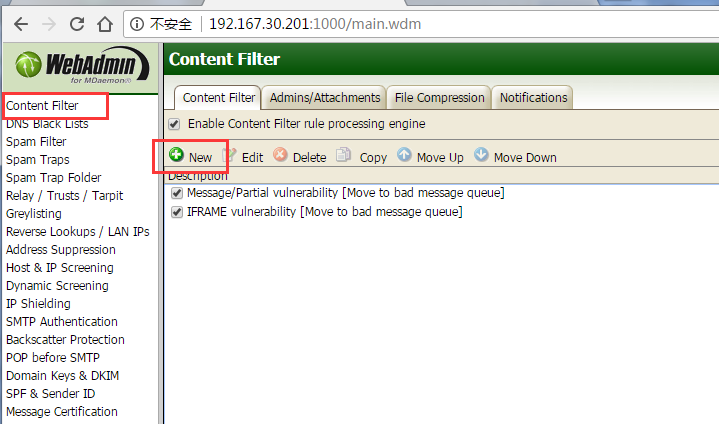 不安全 192.167.30.201:1000/main.wdm
WebAdmin
for MDaemon®
Content Filter
DNS Black Lists
Spam Filter
Spam Traps
Spam Trap Folder
Relay / Trusts / Tarpit
Greylisting
Reverse Lookups / LAN IPs
Address Suppression
Host & IP Screening
Dynamic Screening
IP Shielding
SMTP Authentication
Backscatter Protection
POP before SMTP
Domain Keys & DKIM
SPF & Sender ID
Message Certification
Content Filter
Content Filter Admins/Attachments File Compression Notifications
Enable Content Filter rule processing engine
New Edit Delete Copy Move Up Move Down
Description
Message/Partial vulnerability [Move to bad message queue]
IFRAME vulnerability [Move to bad message queue]